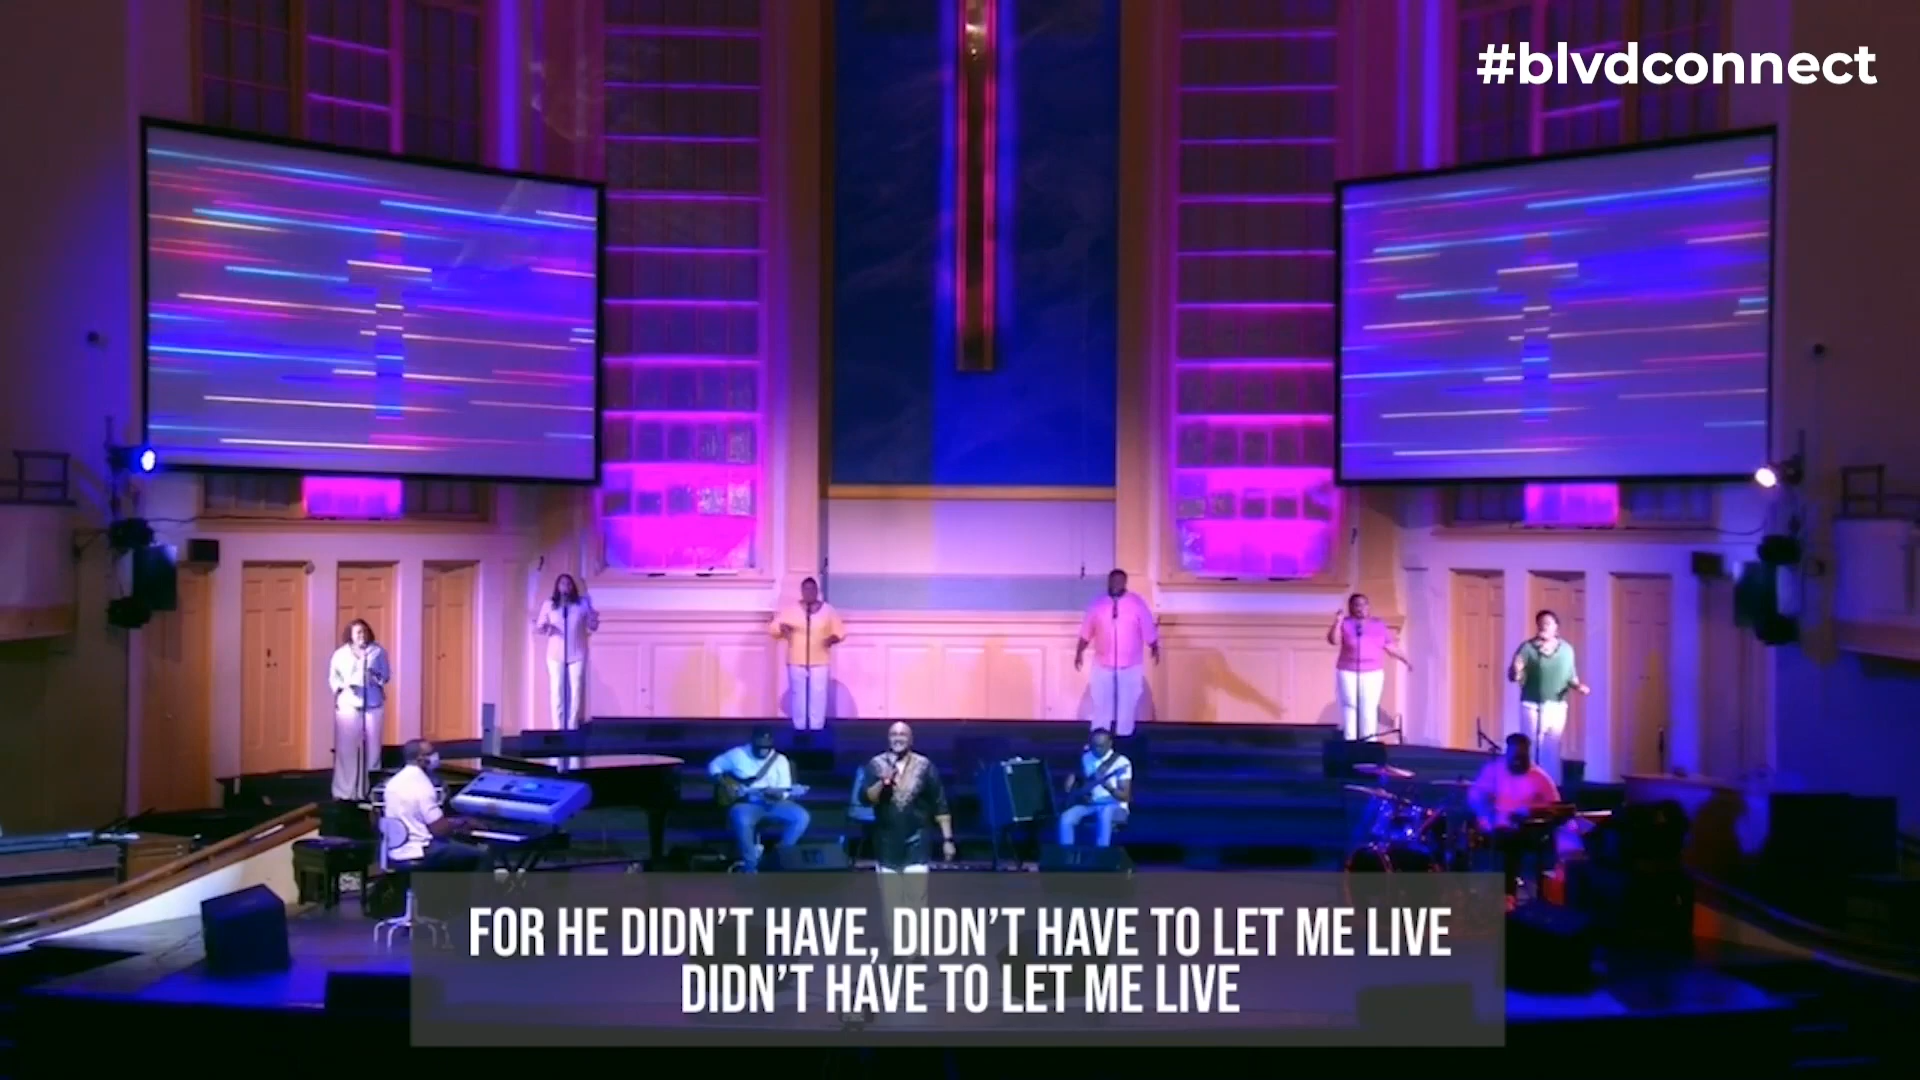 #blvdconnect
FOR HE DIDN'T HAVE, DIDN'T HAVE TO LET ME LIVE
DIDN'T HAVE TO LET ME LIVE